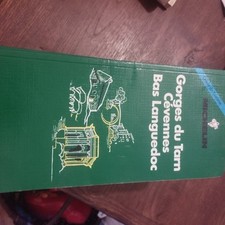 MICHELIN
Gorges du Tarn
Cévennes
Bas Languedoc